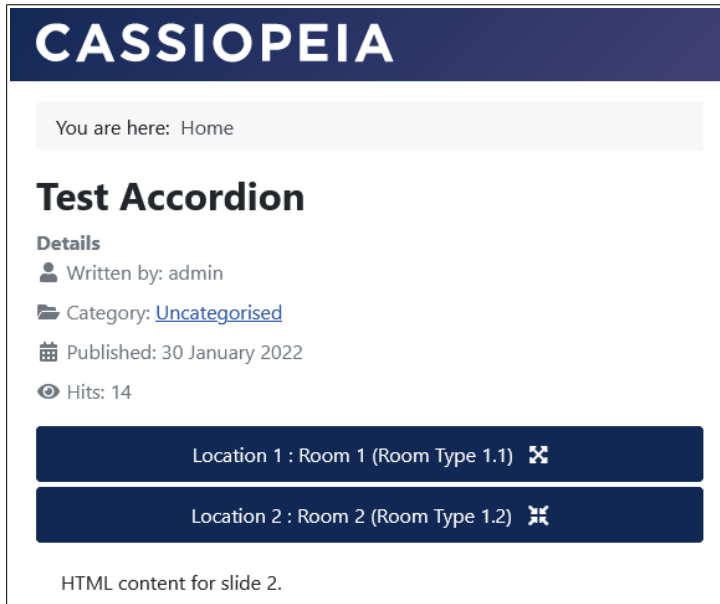 CASSIOPEIA
You are here: Home
Test Accordion
Details
Written by: admin
Category: Uncategorised
Published: 30 January 2022
Hits: 14
Location 1 : Room 1 (Room Type 1.1)
Location 2 : Room 2 (Room Type 1.2)
HTML content for slide 2.